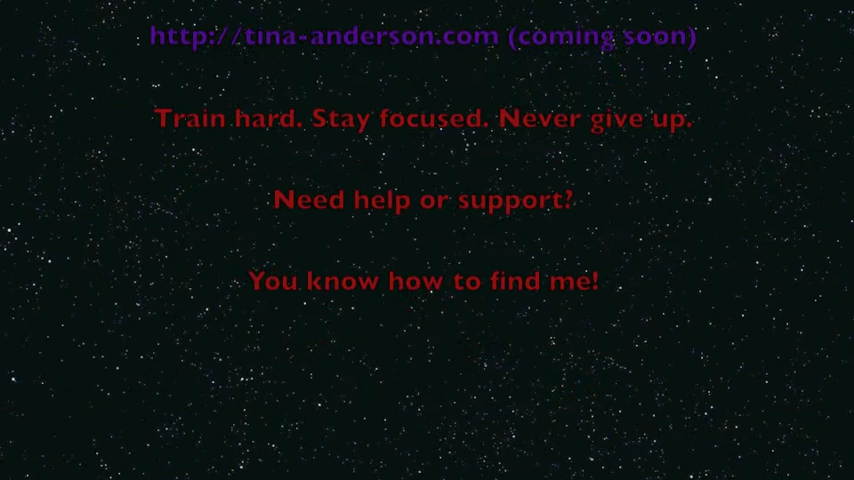 http://tina-anderson.com (coming soon)
Train hard. Stay focused. Never give up.
Need help or support?
You know how to find me!